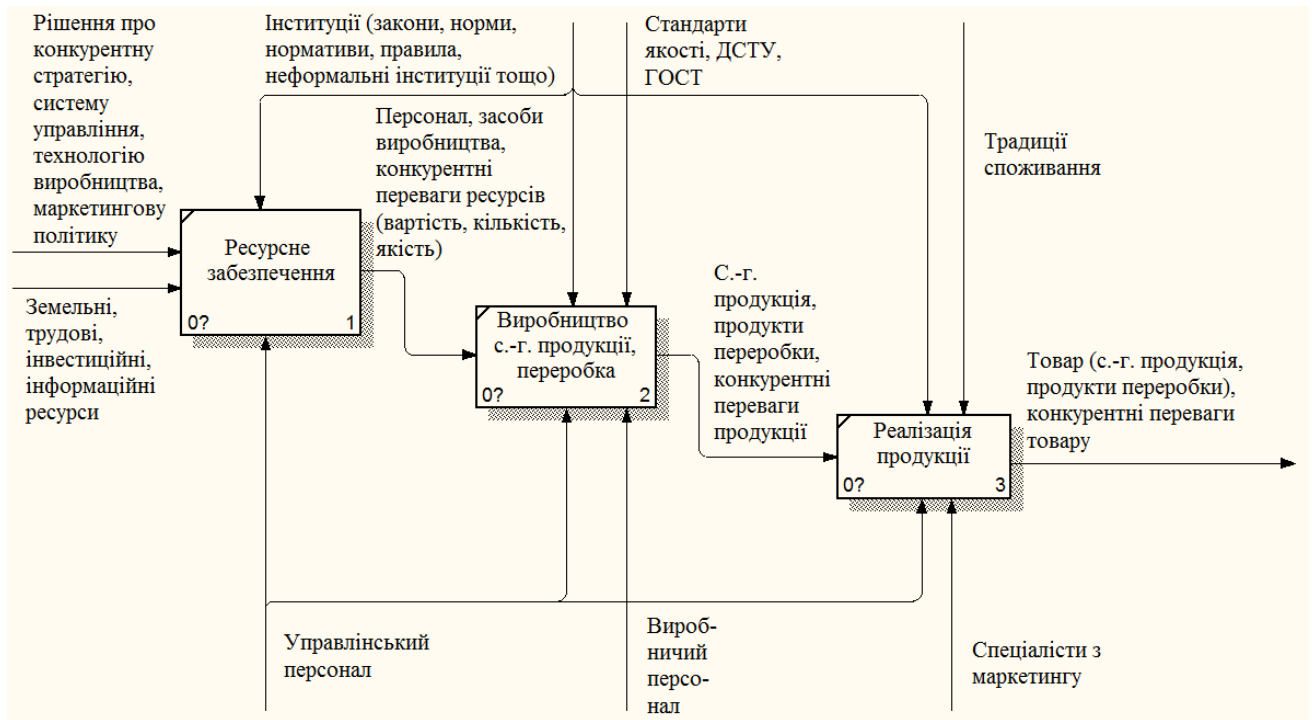 Рішення про
конкурентну
стратегію,
систему
управління,
технологію
виробництва,
маркетингову
політику
Інституції (закони, норми,
нормативи, правила,
неформальні інституції тощо)
Стандарти
якості, ДСТУ,
ГОСТ
Традиції
споживання
Персонал, засоби
виробництва,
конкурентні
переваги ресурсів
(вартість, кількість,
якість)
Земельні,
трудові,
інвестиційні,
інформаційні
ресурси
Ресурсне
забезпечення
0? 1
Виробництво
с.-г. продукції,
переробка
0? 2
С.-г.
продукція,
продукти
переробки,
конкурентні
переваги
продукції
Реалізація
продукції
0? 3
Товар (с.-г. продукція,
продукти переробки),
конкурентні переваги
товару
Управлінський
персонал
Вироб-
ничий
персо-
нал
Спеціалісти з
маркетингу